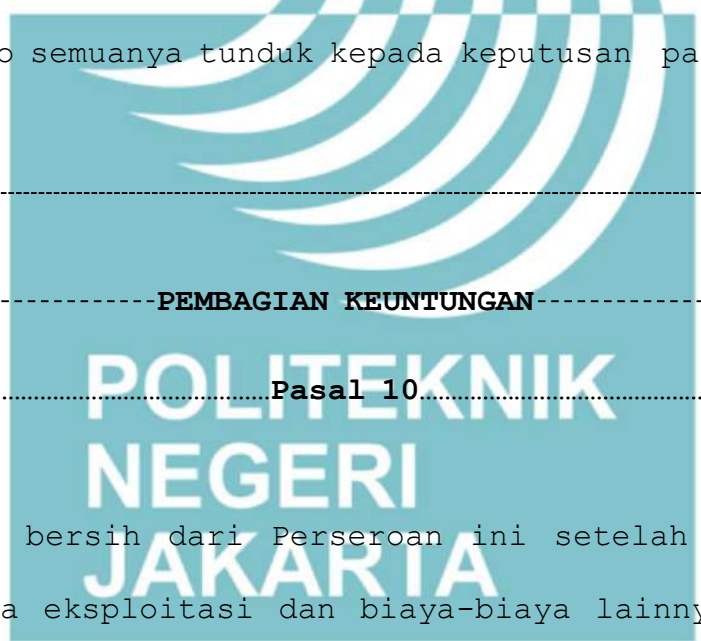 semuanya tunduk kepada keputusan pa
------------PEMBAGIAN KEUNTUNGAN-------------
Pasal 10
POLITEKNIK
NEGERI
JAKARTA
bersih dari Perseroan ini setelah
a eksploitasi dan biaya-biaya lainny